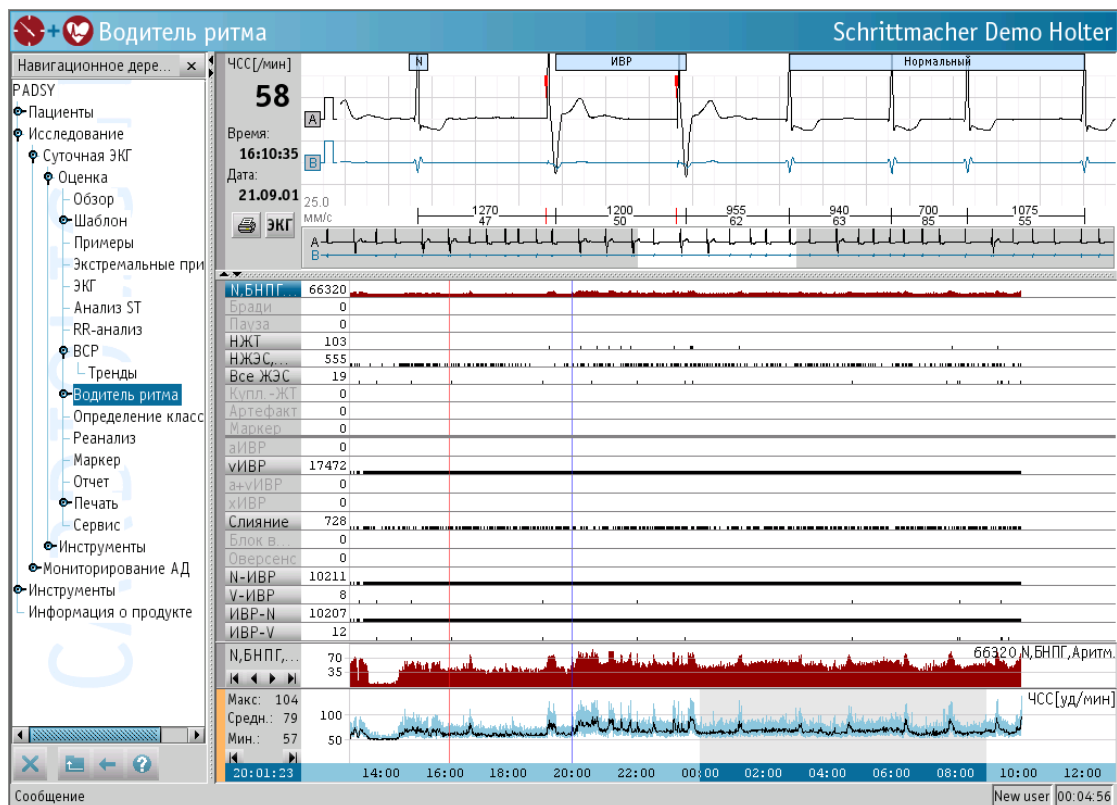 Водитель ритма
Schrittmacher Demo Holter
Навигационное дере... ×
PADSY
Пациенты
Исследование
Суточная ЭКГ
Оценка
Обзор
Шаблон
Примеры
Экстремальные при
ЭКГ
Анализ ST
RR-анализ
ВСР
Тренды
Водитель ритма
Определение класс
Реанализ
Маркер
Отчет
Печать
Сервис
Инструменты
Мониторирование АД
Инструменты
Информация о продукте
ЧСС[/мин]
58
Время:
16:10:35
Дата:
21.09.01
ЭКГ
N ИВР Нормальный
A
B
25.0
мм/с
1270 1200 955 940 700 1075
47 50 62 63 85 55
A
B
N,БНПГ... 66320
Бради 0
Пауза 0
НЖТ 103
НЖЭС,... 555
Все ЖЭС 19
Купл.-ЖТ 0
Артефакт 0
Маркер 0
аИВР 0
vИВР 17472
a+vИВР 0
xИВР 0
Слияние 728
Блок в... 0
Оверсенс 0
N-ИВР 10211
V-ИВР 8
ИВР-N 10207
ИВР-V 12
N,БНПГ,... 70 66320 N,БНПГ,Аритм.
35
Макс: 104 ЧСС[уд/мин]
Средн.: 79 100
Мин.: 57 50
20:01:23 14:00 16:00 18:00 20:00 22:00 00:00 02:00 04:00 06:00 08:00 10:00 12:00
Сообщение New user 00:04:56